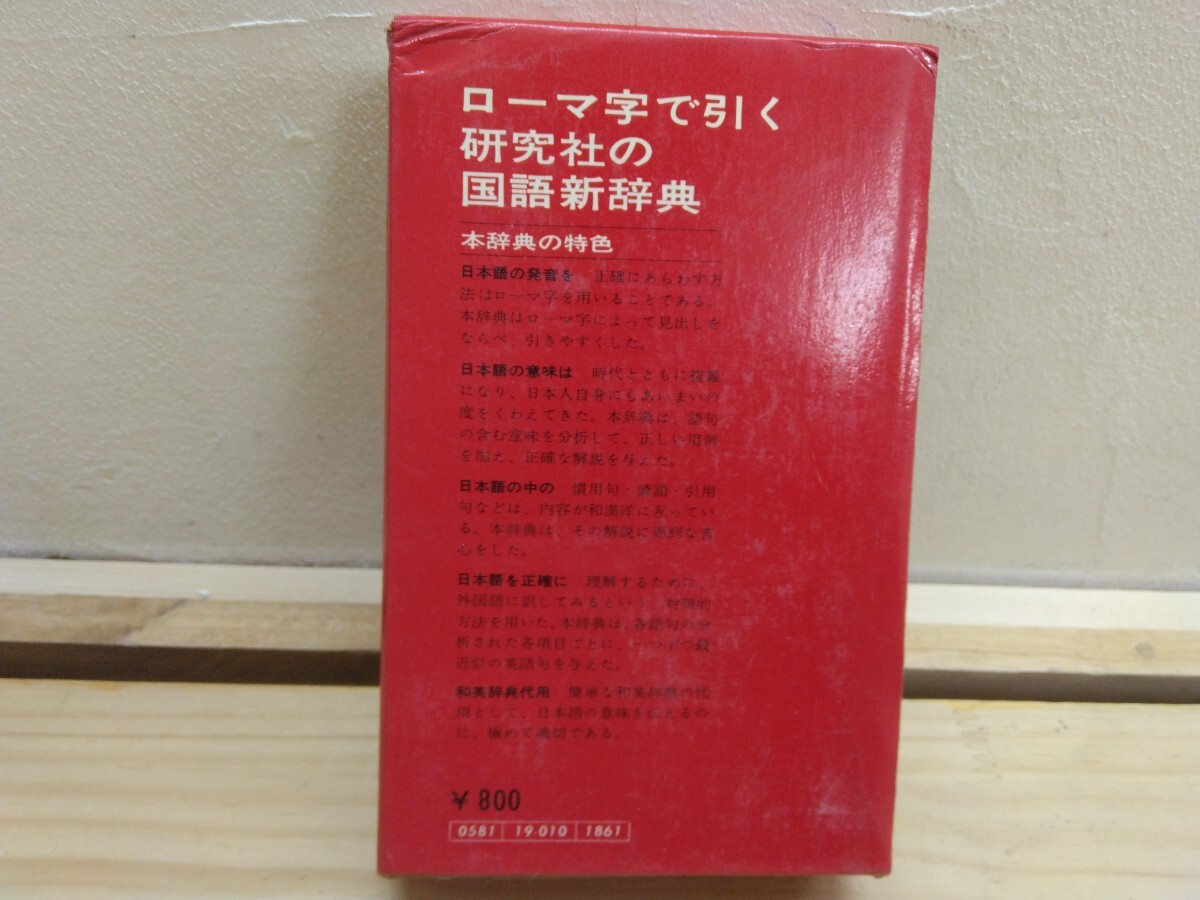 ローマ字で引く
研究社の
国語新辞典
本辞典の特色
日本語の発音を 正確にあらわす方
法はローマ字を用いることである。
本辞典はローマ字によって見出しを
ならべ、引きやすくした。
日本語の意味は 時代とともに複雑
になり、日本人自身にもあいまいの
度をくわえてきた。本辞典は、語句
の含む意味を分析して、正しい用例
を加え、正確な解説を与えた。
日本語の中の 慣用句・諺語・引用
句などは、内容が和漢洋に亙ってい
る。本辞典は、その解説に周到な苦
心をした。
日本語を正確に 理解するために、
外国語に訳してみるという、対照的
方法を用いた。本辞典は、各語句の分
析された各項目ごとに、一つずつ最
近似の英語句を与えた。
和英辞典代用 簡単な和英辞典の代
用として、日本語の意味を伝えるの
に、極めて適切である。
¥ 800
0581 19-010 1861